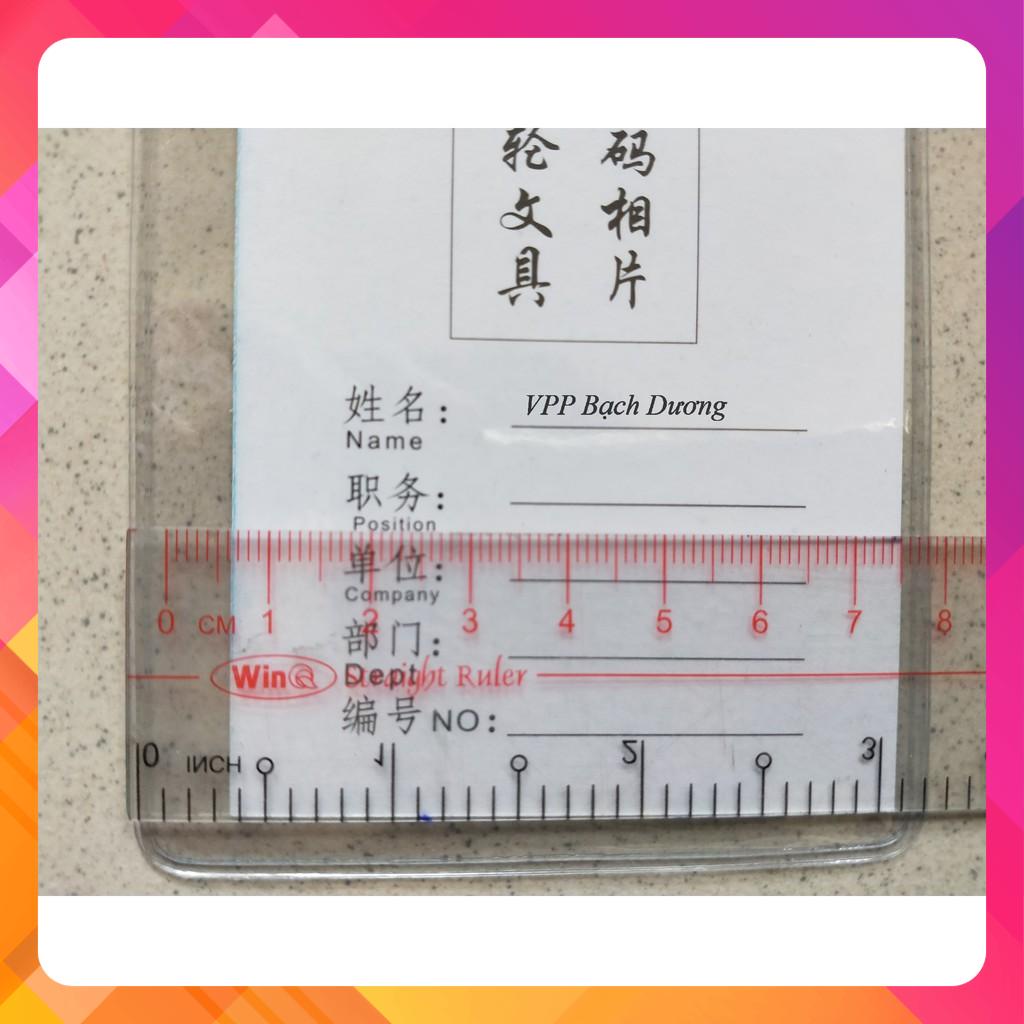 轮 码
文 相
具 片
姓名: VPP Bạch Dương
Name
职务:
Position
单位:
Company
0 CM 1 2 3 4 5 6 7 8
部门:
Dept
WinQ Straight Ruler
编号 NO:
0 INCH 1 2 3